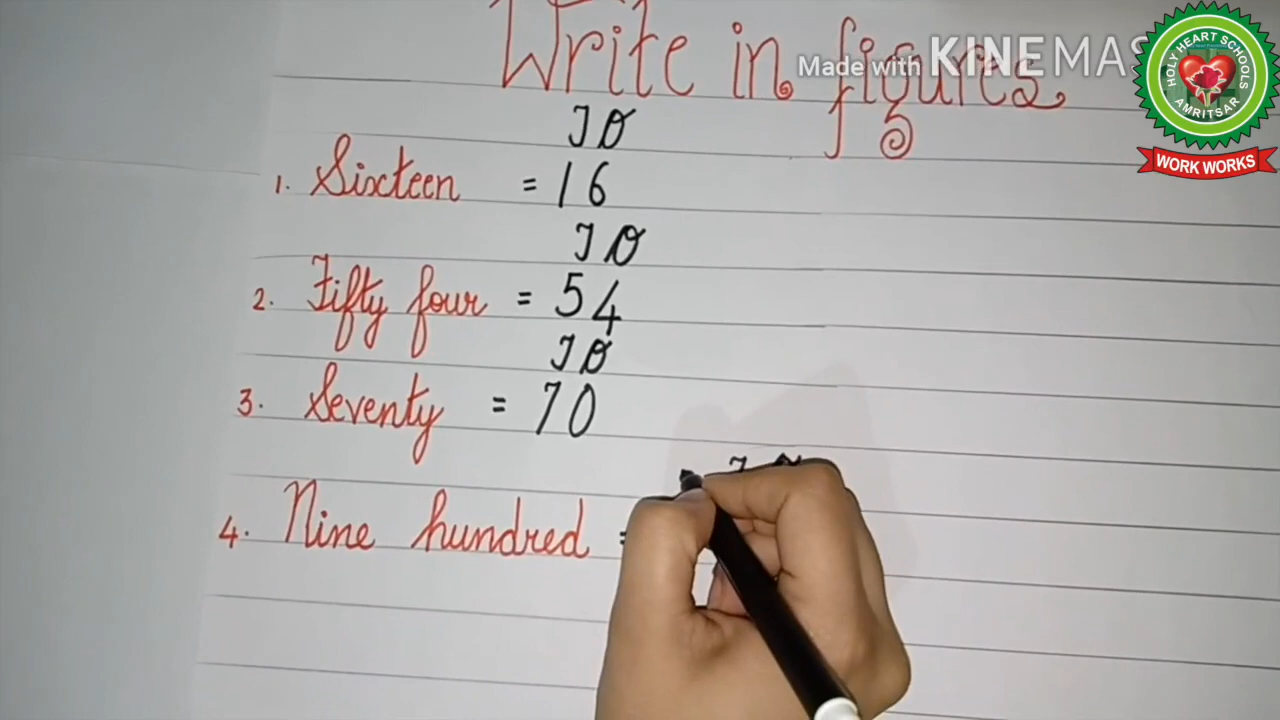 Write in figures
Made with KINEMAS
HOLY HEART SCHOOLS
AMRITSAR
WORK WORKS
T O
1. Sixteen = 16
T O
2. Fifty four = 54
T O
3. Seventy = 70
T
4. Nine hundred =